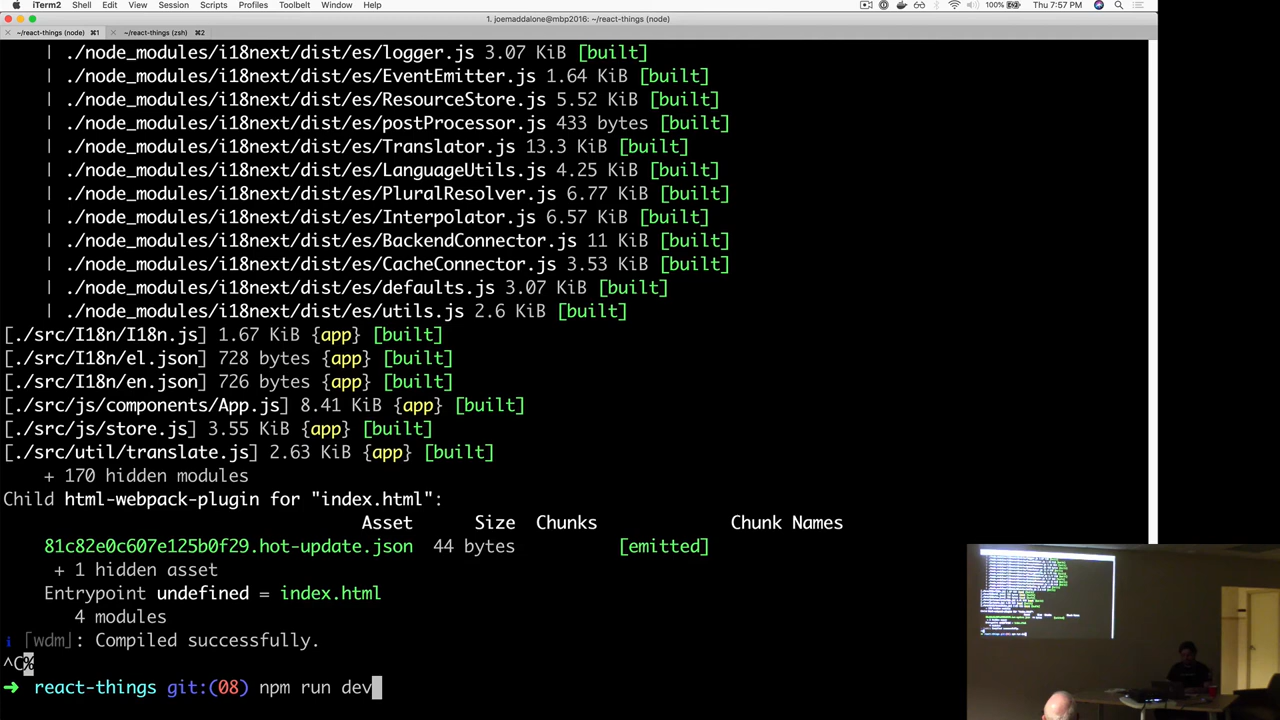 iTerm2 Shell Edit View Session Scripts Profiles Toolbelt Window Help 100% Thu 7:57 PM
1. joemaddalone@mbp2016: ~/react-things (node)
~/react-things (node) ⌘1 ~/react-things (zsh) ⌘2
| ./node_modules/i18next/dist/es/logger.js 3.07 KiB [built]
| ./node_modules/i18next/dist/es/EventEmitter.js 1.64 KiB [built]
| ./node_modules/i18next/dist/es/ResourceStore.js 5.52 KiB [built]
| ./node_modules/i18next/dist/es/postProcessor.js 433 bytes [built]
| ./node_modules/i18next/dist/es/Translator.js 13.3 KiB [built]
| ./node_modules/i18next/dist/es/LanguageUtils.js 4.25 KiB [built]
| ./node_modules/i18next/dist/es/PluralResolver.js 6.77 KiB [built]
| ./node_modules/i18next/dist/es/Interpolator.js 6.57 KiB [built]
| ./node_modules/i18next/dist/es/BackendConnector.js 11 KiB [built]
| ./node_modules/i18next/dist/es/CacheConnector.js 3.53 KiB [built]
| ./node_modules/i18next/dist/es/defaults.js 3.07 KiB [built]
| ./node_modules/i18next/dist/es/utils.js 2.6 KiB [built]
[./src/I18n/I18n.js] 1.67 KiB {app} [built]
[./src/I18n/el.json] 728 bytes {app} [built]
[./src/I18n/en.json] 726 bytes {app} [built]
[./src/js/components/App.js] 8.41 KiB {app} [built]
[./src/js/store.js] 3.55 KiB {app} [built]
[./src/util/translate.js] 2.63 KiB {app} [built]
+ 170 hidden modules
Child html-webpack-plugin for "index.html":
Asset Size Chunks Chunk Names
81c82e0c607e125b0f29.hot-update.json 44 bytes [emitted]
+ 1 hidden asset
Entrypoint undefined = index.html
4 modules
i ｢wdm｣: Compiled successfully.
^C%
➜ react-things git:(08) npm run dev